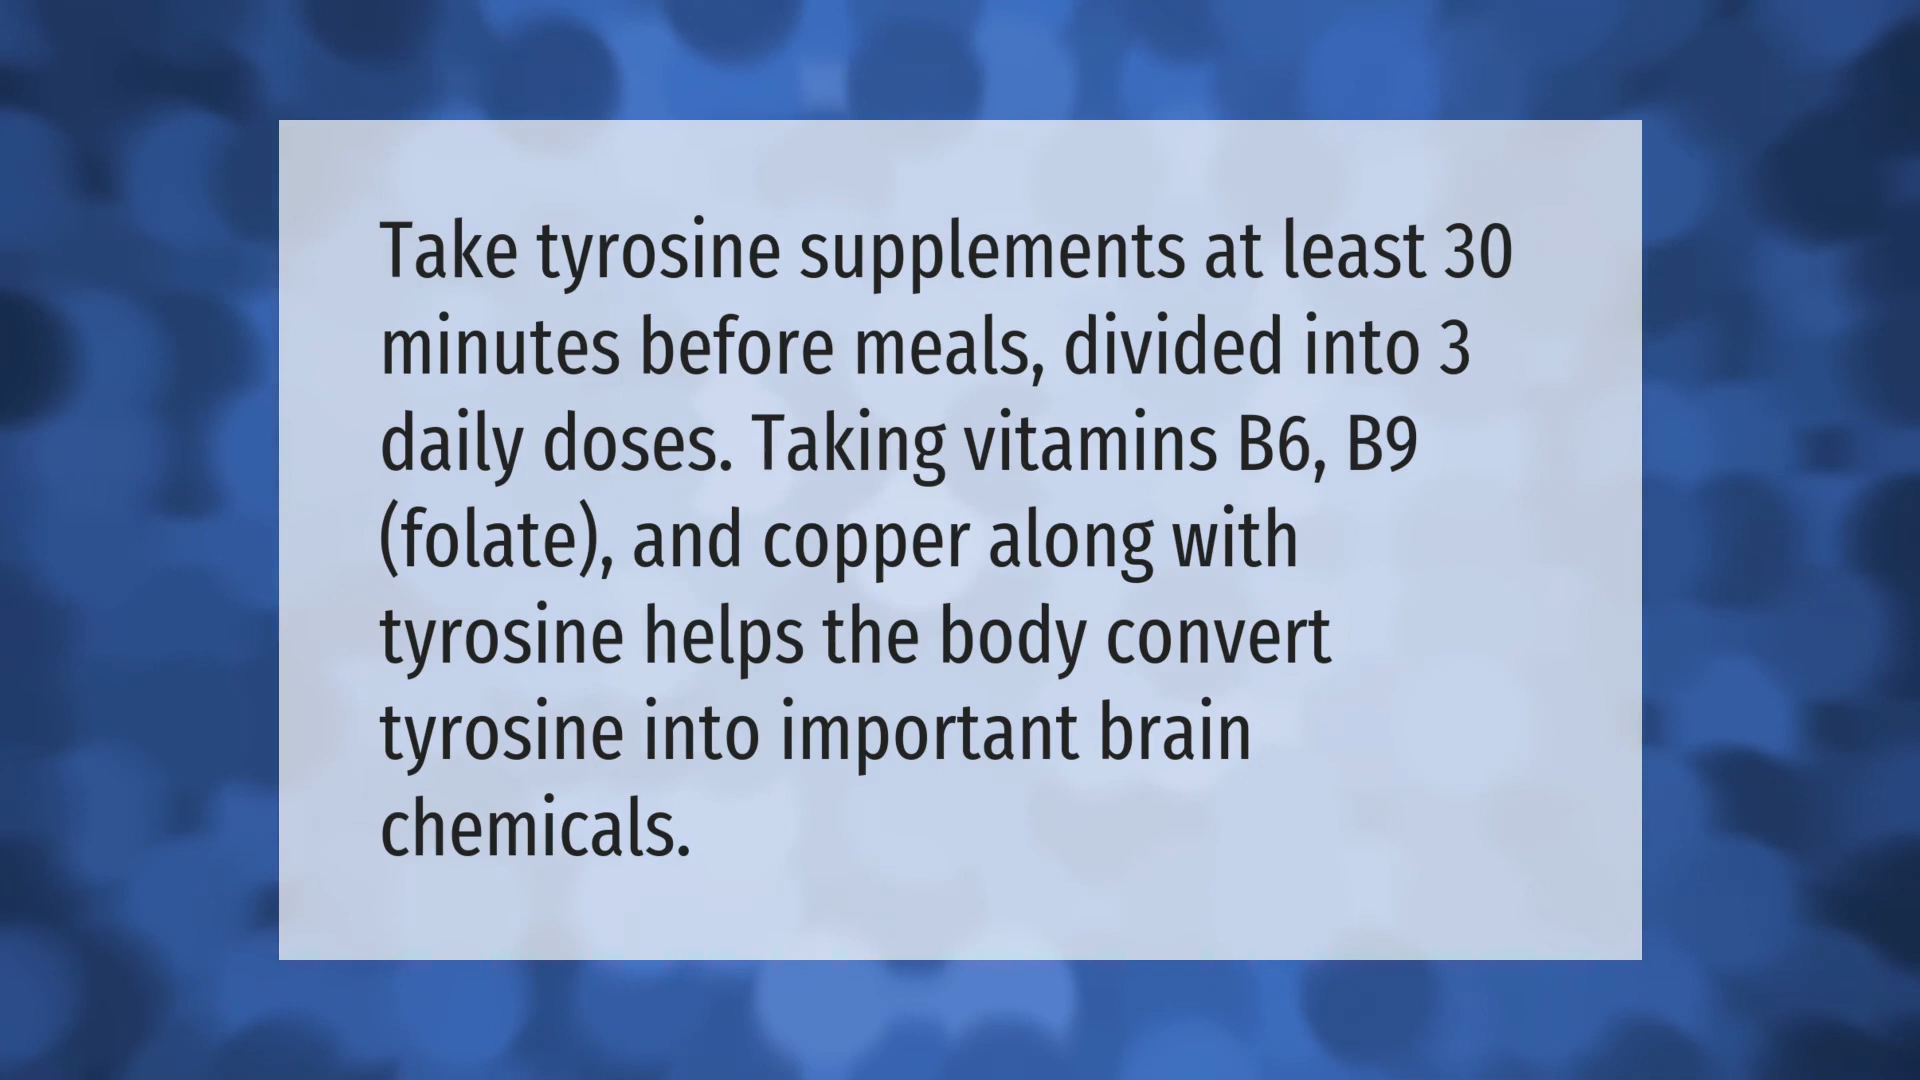 Take tyrosine supplements at least 30
minutes before meals, divided into 3
daily doses. Taking vitamins B6, B9
(folate), and copper along with
tyrosine helps the body convert
tyrosine into important brain
chemicals.